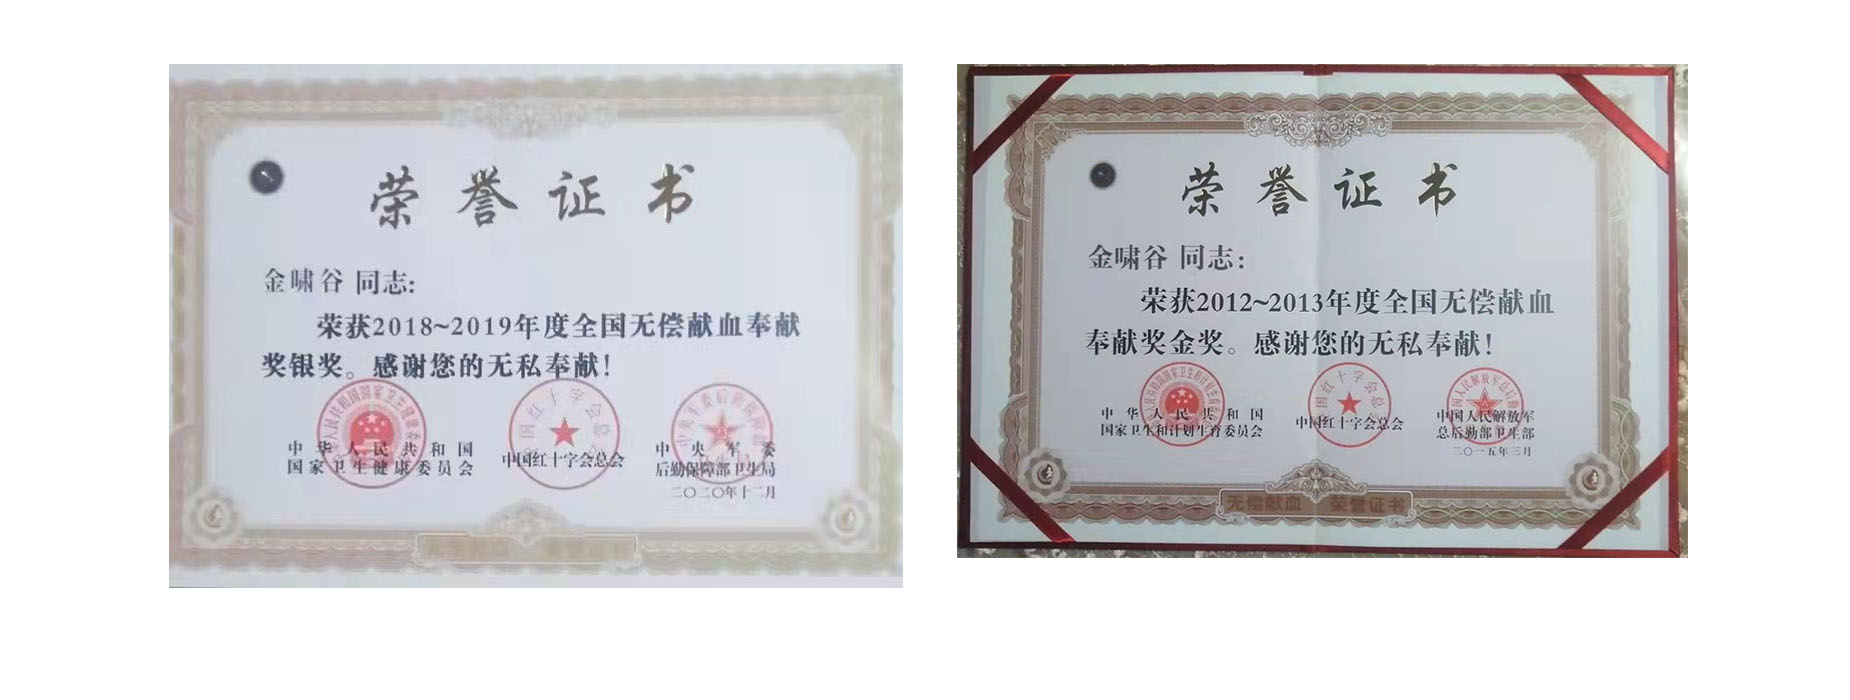 荣誉证书
金啸谷 同志:
荣获2018~2019年度全国无偿献血奉献
奖银奖。感谢您的无私奉献!
中华人民共和国
国家卫生健康委员会
中国红十字会总会
中央军委
后勤保障部卫生局
二〇二〇年十二月
荣誉证书
荣誉证书
金啸谷 同志:
荣获2012~2013年度全国无偿献血
奉献奖金奖。感谢您的无私奉献!
中华人民共和国
国家卫生和计划生育委员会
中国红十字会总会
中国人民解放军
总后勤部卫生部
二〇一五年三月
无偿献血 荣誉证书